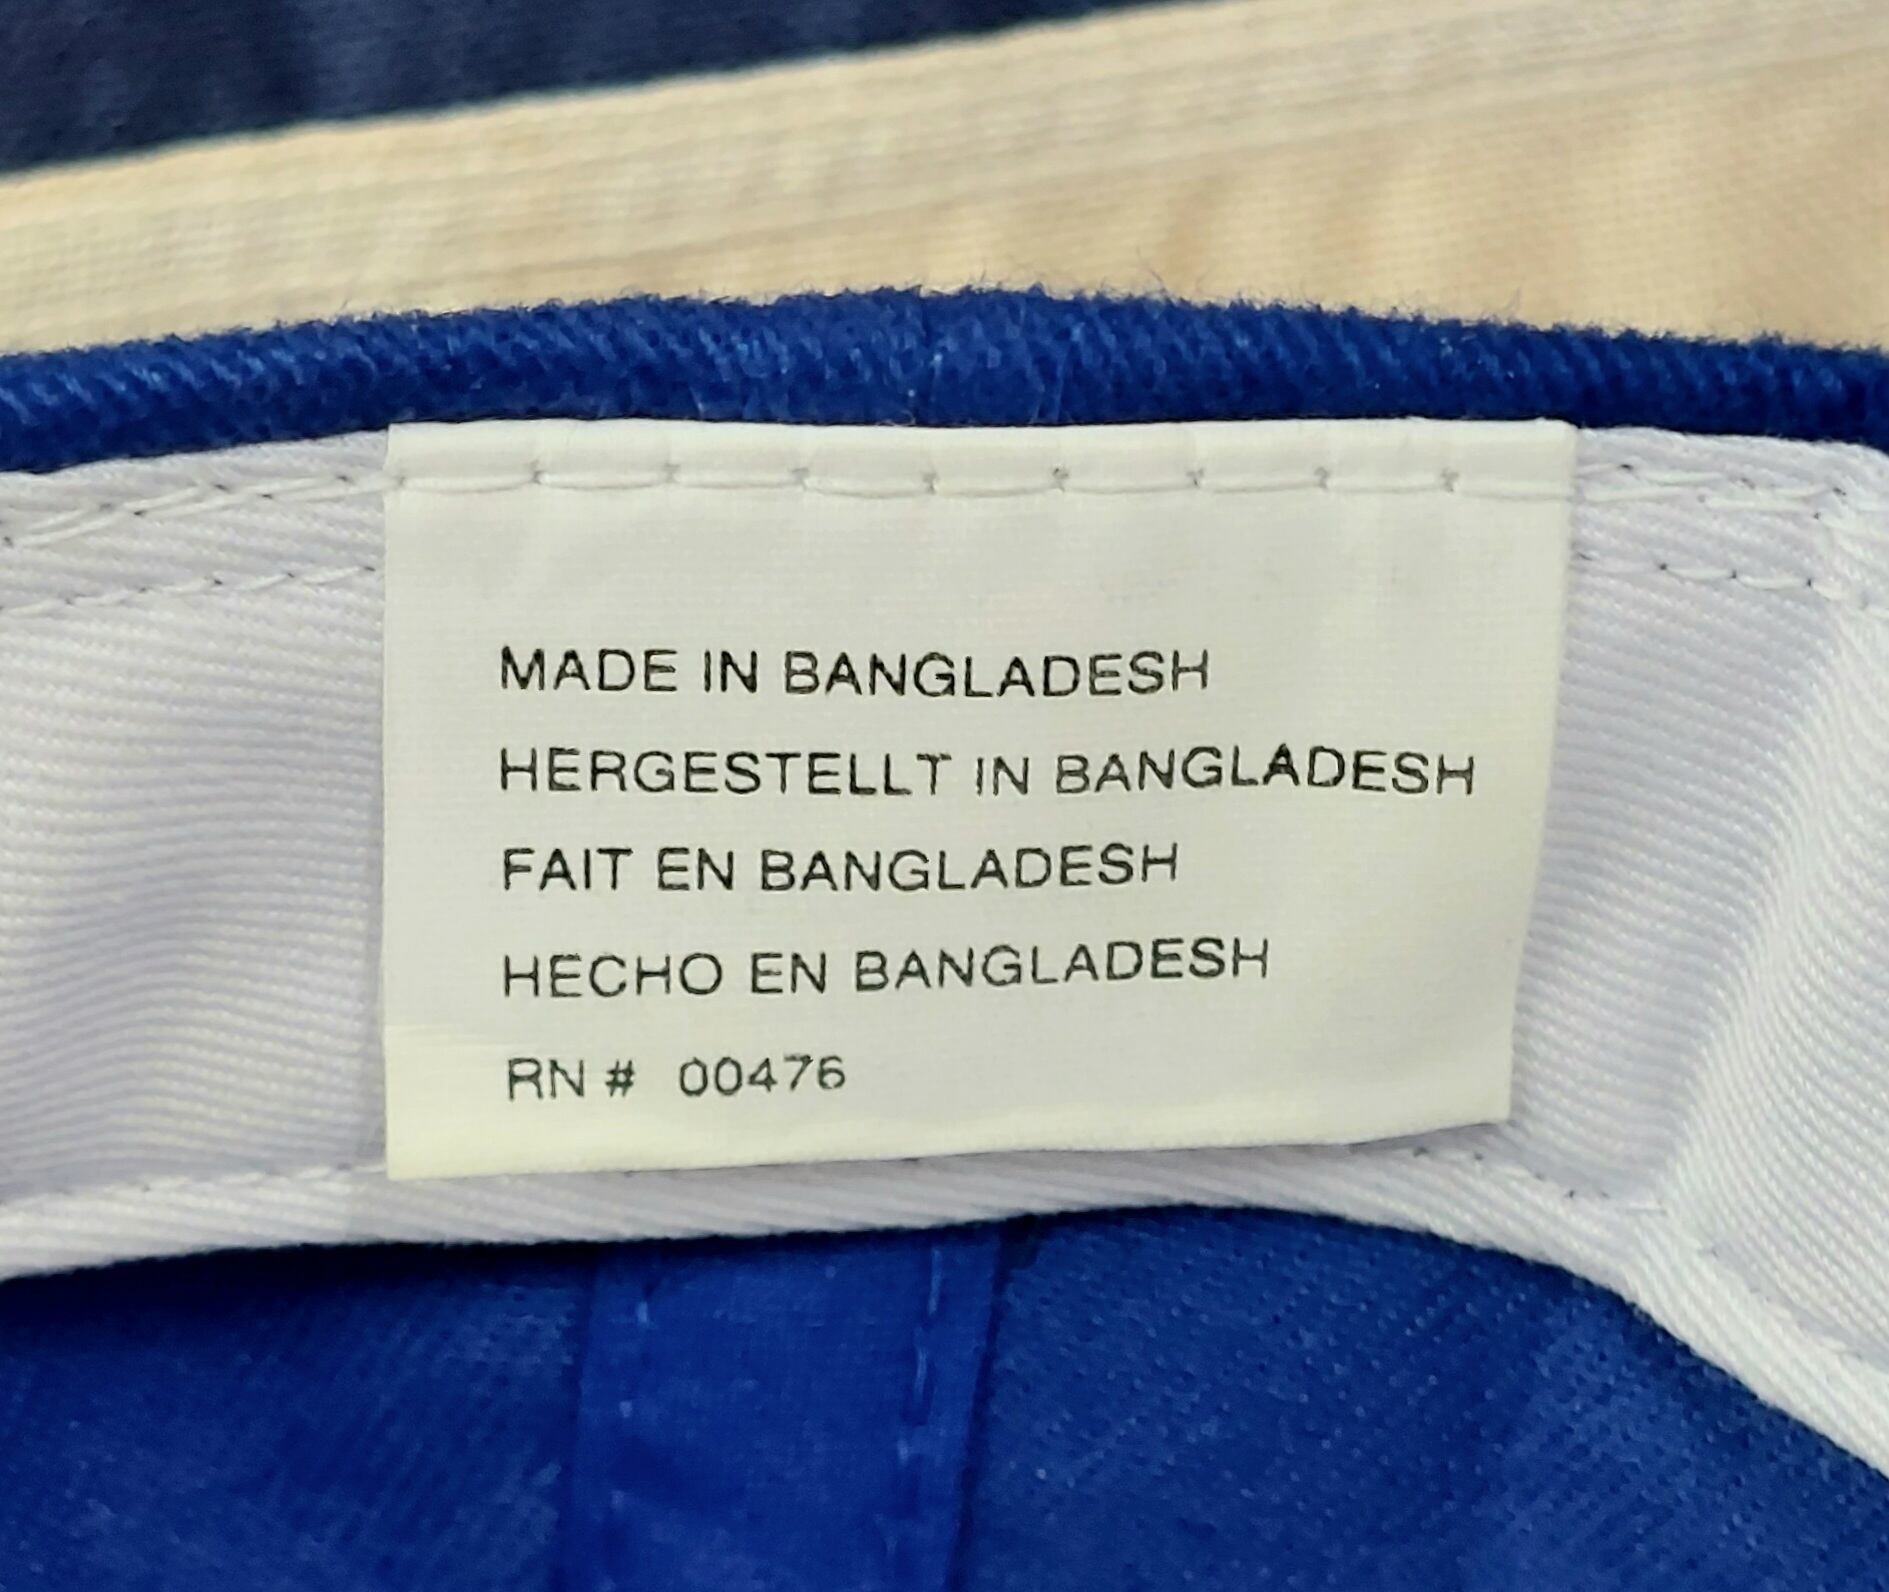 MADE IN BANGLADESH
HERGESTELLT IN BANGLADESH
FAIT EN BANGLADESH
HECHO EN BANGLADESH
RN # 00476